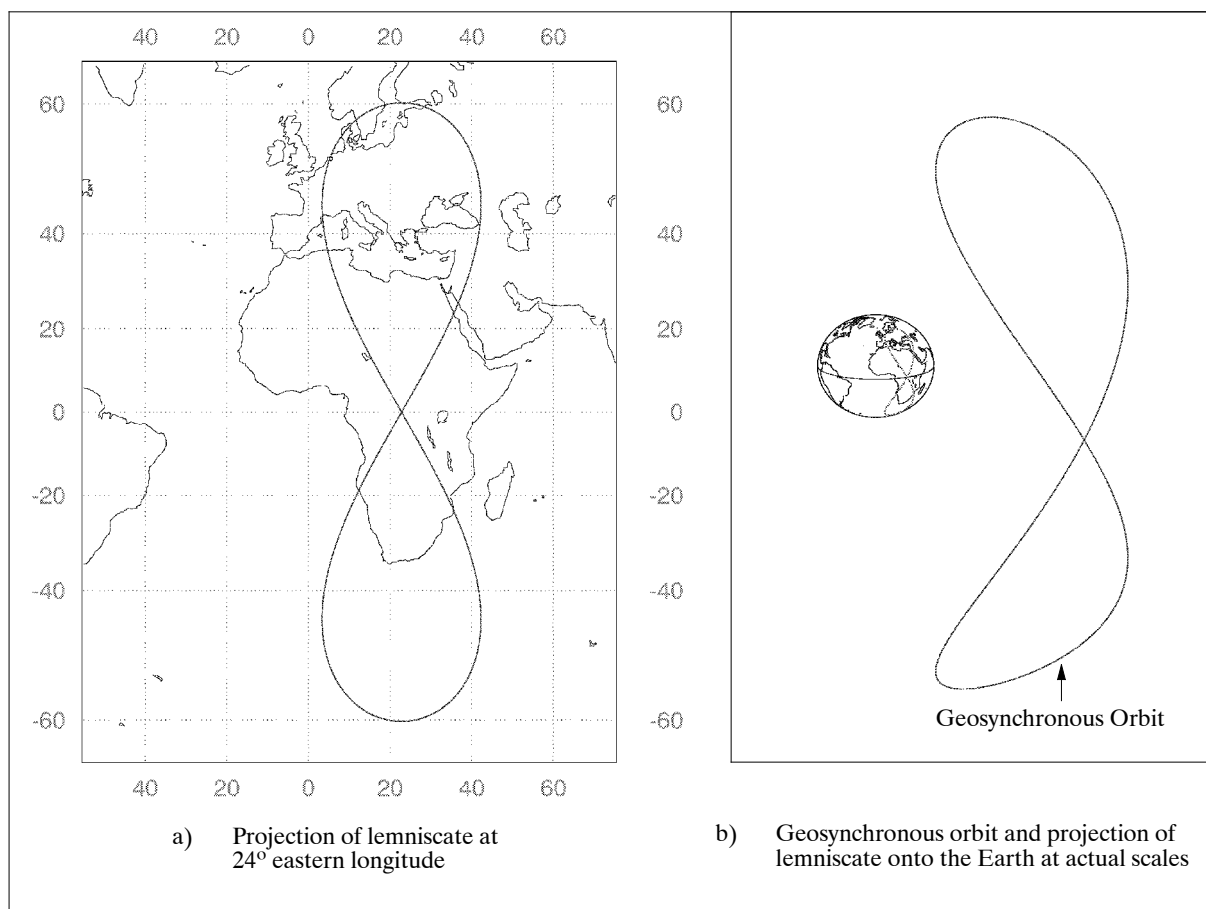 40 20 0 20 40 60
60 60
40 40
20 20
0 0
-20 -20
-40 -40
-60 -60
40 20 0 20 40 60
Geosynchronous Orbit
a) Projection of lemniscate at
24º eastern longitude
b) Geosynchronous orbit and projection of
lemniscate onto the Earth at actual scales